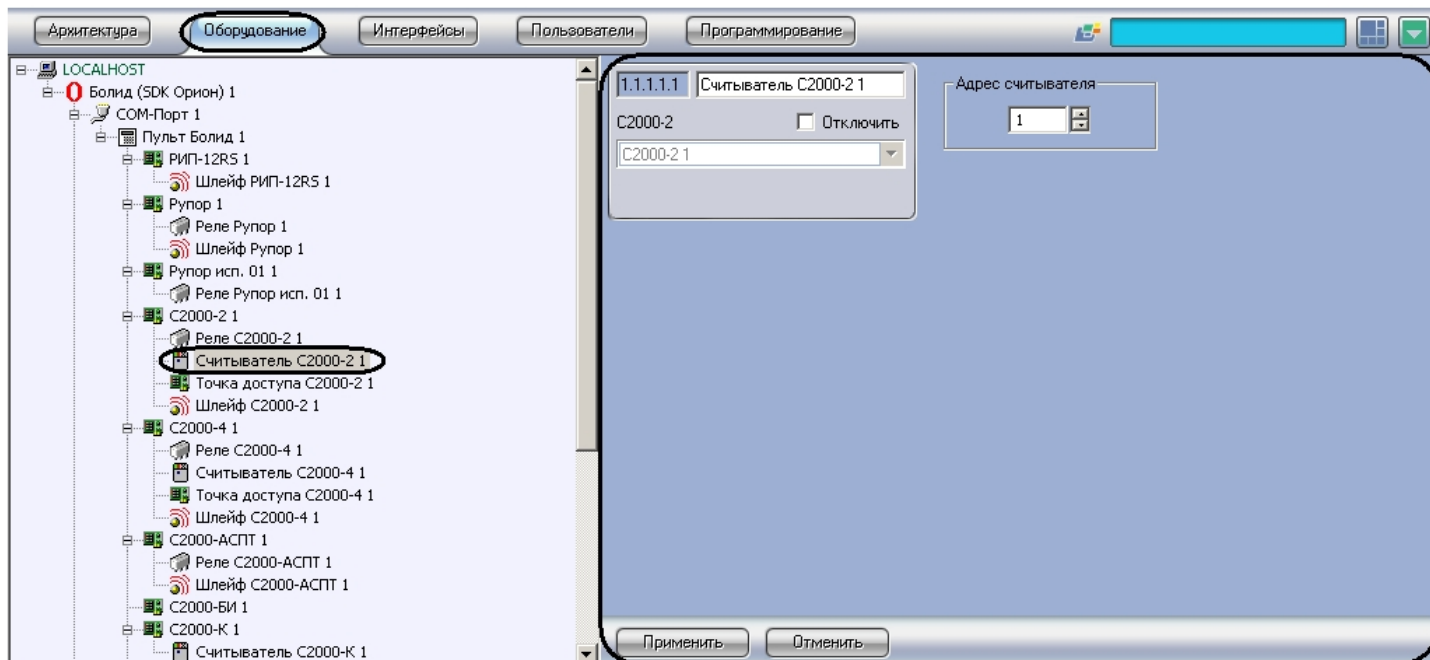 Архитектура
Оборудование
Интерфейсы
Пользователи
Программирование
LOCALHOST
Болид (SDK Орион) 1
COM-Порт 1
Пульт Болид 1
РИП-12RS 1
Шлейф РИП-12RS 1
Рупор 1
Реле Рупор 1
Шлейф Рупор 1
Рупор исп. 01 1
Реле Рупор исп. 01 1
С2000-2 1
Реле С2000-2 1
Считыватель С2000-2 1
Точка доступа С2000-2 1
Шлейф С2000-2 1
С2000-4 1
Реле С2000-4 1
Считыватель С2000-4 1
Точка доступа С2000-4 1
Шлейф С2000-4 1
С2000-АСПТ 1
Реле С2000-АСПТ 1
Шлейф С2000-АСПТ 1
С2000-БИ 1
С2000-К 1
Считыватель С2000-К 1
1.1.1.1.1 Считыватель С2000-2 1
С2000-2 Отключить
С2000-2 1
Адрес считывателя
1
Применить
Отменить